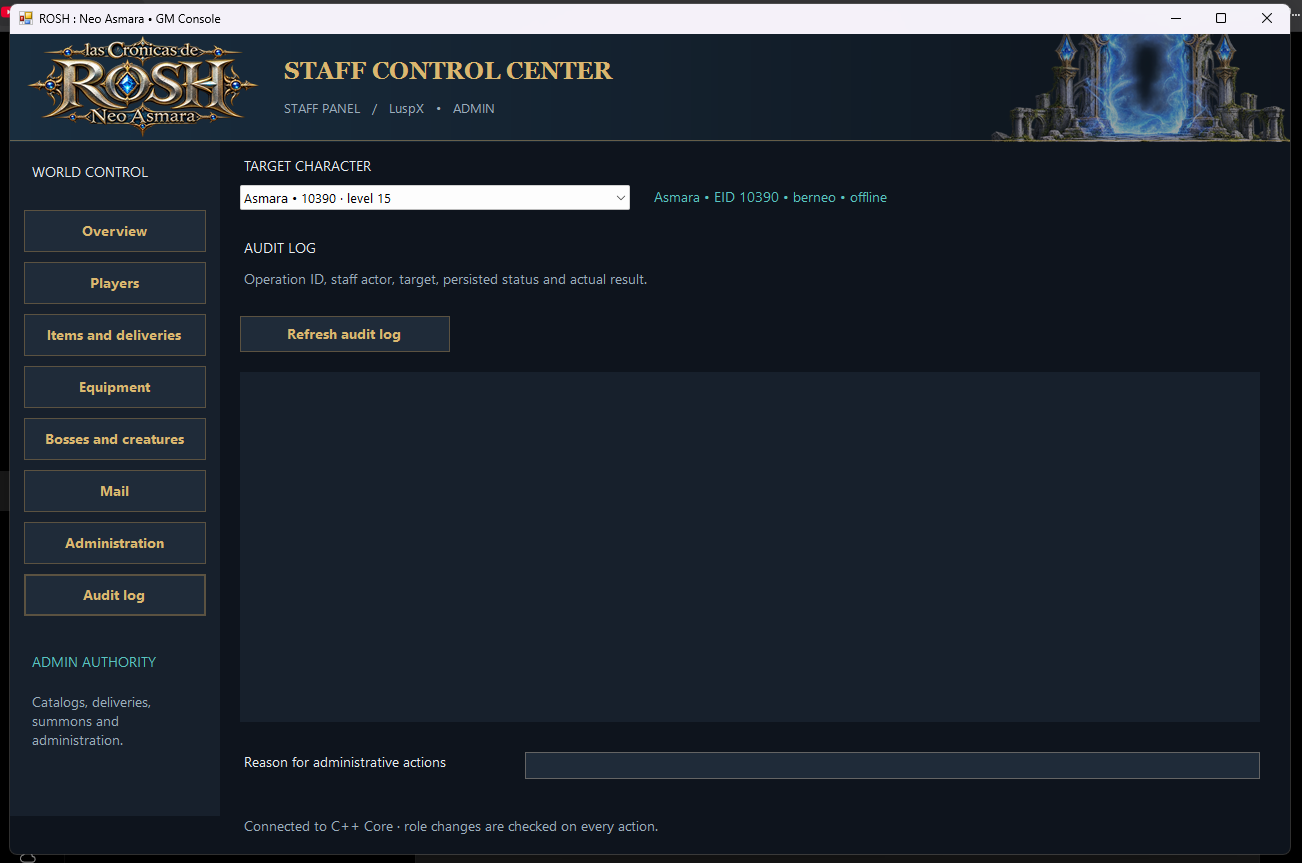 ROSH : Neo Asmara • GM Console
las Crónicas de
ROSH
Neo Asmara
STAFF CONTROL CENTER
STAFF PANEL / LuspX • ADMIN
WORLD CONTROL
Overview
Players
Items and deliveries
Equipment
Bosses and creatures
Mail
Administration
Audit log
ADMIN AUTHORITY
Catalogs, deliveries,
summons and
administration.
TARGET CHARACTER
Asmara • 10390 · level 15
Asmara • EID 10390 • berneo • offline
AUDIT LOG
Operation ID, staff actor, target, persisted status and actual result.
Refresh audit log
Reason for administrative actions
Connected to C++ Core · role changes are checked on every action.